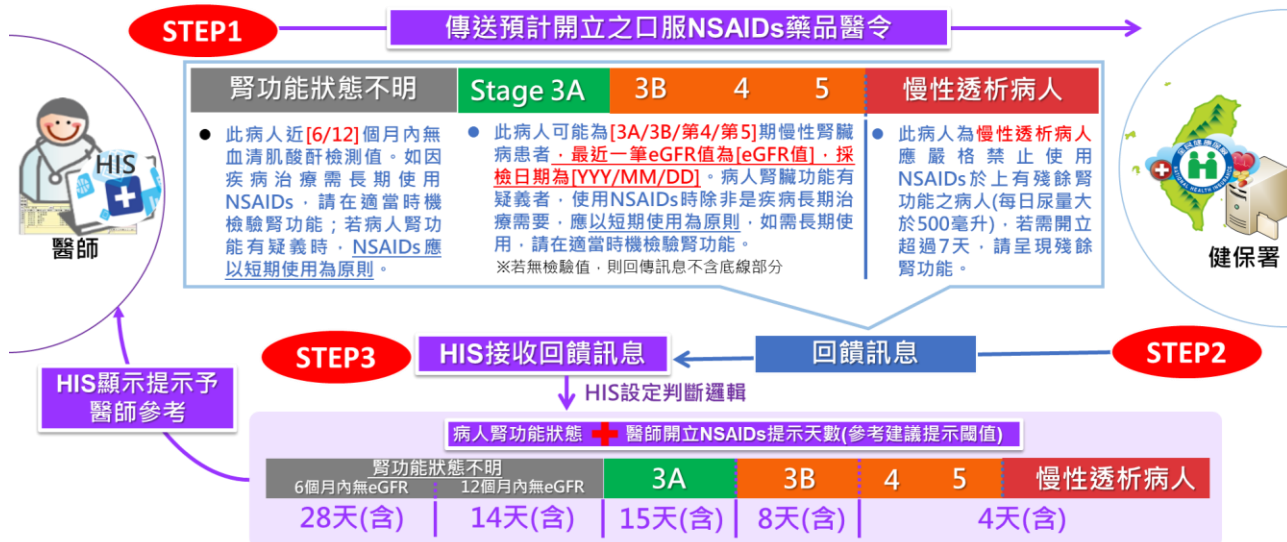 STEP1
傳送預計開立之口服NSAIDs藥品醫令
腎功能狀態不明
Stage 3A
3B
4
5
慢性透析病人
● 此病人近[6/12]個月內無
血清肌酸酐檢測值。如因
疾病治療需長期使用
NSAIDs，請在適當時機
檢驗腎功能；若病人腎功
能有疑義時，NSAIDs應
以短期使用為原則。
● 此病人可能為[3A/3B/第4/第5]期慢性腎臟
病患者，最近一筆eGFR值為[eGFR值]，採
檢日期為[YYY/MM/DD]。病人腎臟功能有
疑義者，使用NSAIDs時除非是疾病長期治
療需要，應以短期使用為原則，如需長期使
用，請在適當時機檢驗腎功能。
※若無檢驗值，則回傳訊息不含底線部分
● 此病人為慢性透析病人
應嚴格禁止使用
NSAIDs於上有殘餘腎
功能之病人(每日尿量大
於500毫升)，若需開立
超過7天，請呈現殘餘
腎功能。
HIS
醫師
健保署
STEP3
HIS接收回饋訊息
回饋訊息
STEP2
HIS顯示提示予
醫師參考
HIS設定判斷邏輯
病人腎功能狀態
醫師開立NSAIDs提示天數(參考建議提示閾值)
腎功能狀態不明
6個月內無eGFR
12個月內無eGFR
3A
3B
4
5
慢性透析病人
28天(含)
14天(含)
15天(含)
8天(含)
4天(含)